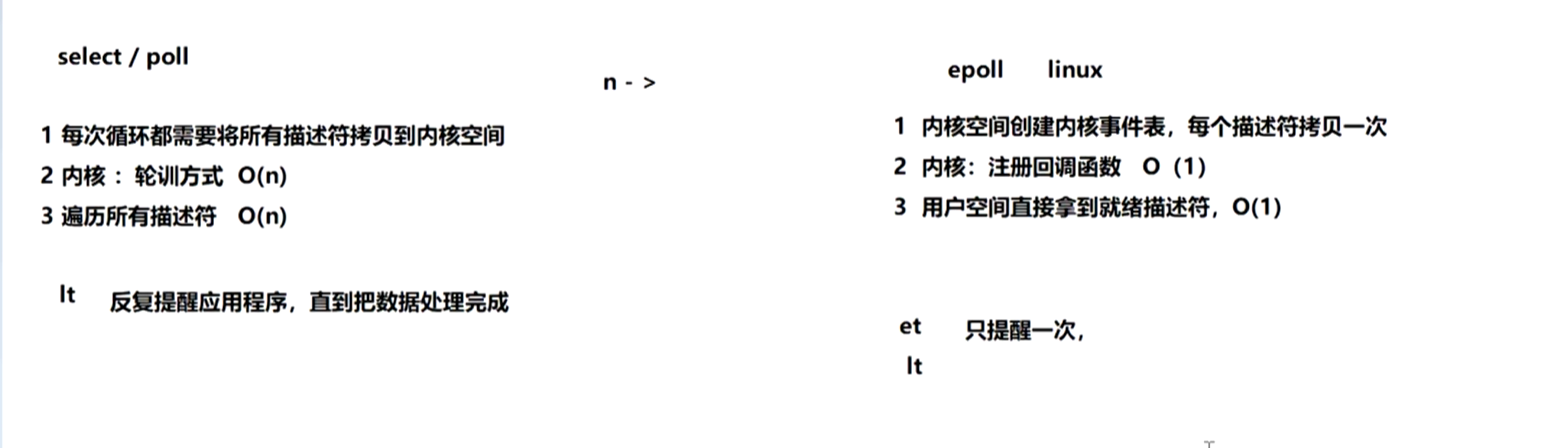 select / poll
n - >
1 每次循环都需要将所有描述符拷贝到内核空间
2 内核 ：轮训方式 O(n)
3 遍历所有描述符 O(n)
lt 反复提醒应用程序，直到把数据处理完成
epoll linux
1 内核空间创建内核事件表，每个描述符拷贝一次
2 内核：注册回调函数 O（1）
3 用户空间直接拿到就绪描述符，O(1)
et 只提醒一次，
lt